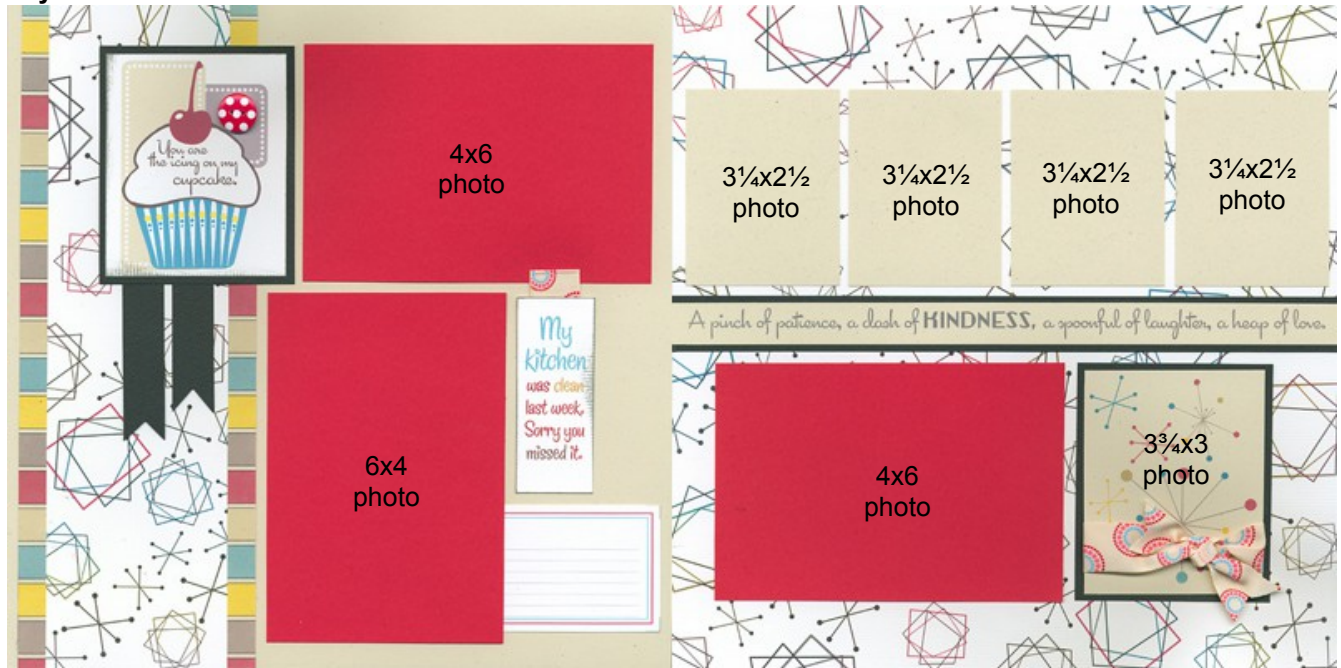 You are
the icing on my
cupcake.
4x6
photo
My
kitchen
was clean
last week.
Sorry you
missed it.
6x4
photo
3¼x2½
photo
3¼x2½
photo
3¼x2½
photo
3¼x2½
photo
A pinch of patience, a dash of KINDNESS, a spoonful of laughter, a heap of love.
4x6
photo
3¾x3
photo